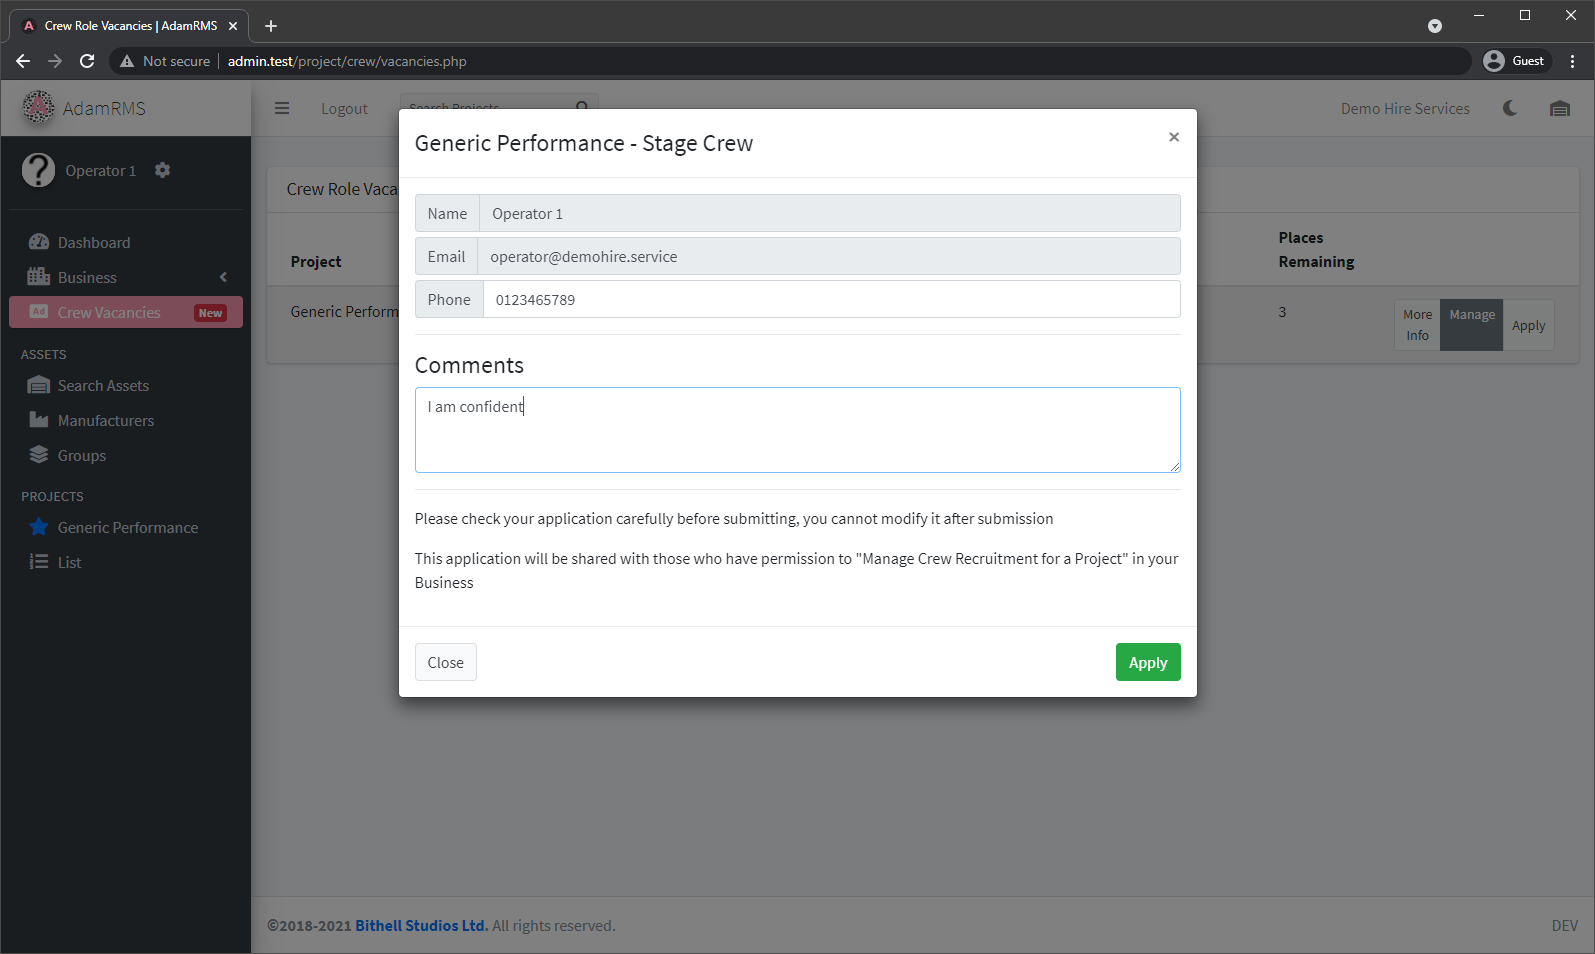 Crew Role Vacancies | AdamRMS
Not secure
admin.test/project/crew/vacancies.php
Guest
AdamRMS
Logout
Search Projects
Demo Hire Services
Operator 1
Dashboard
Business
Crew Vacancies
New
ASSETS
Search Assets
Manufacturers
Groups
PROJECTS
Generic Performance
List
Crew Role Vaca
Project
Places
Remaining
Generic Perform
3
More
Info
Manage
Apply
Generic Performance - Stage Crew
×
Name
Operator 1
Email
operator@demohire.service
Phone
0123465789
Comments
I am confident
Please check your application carefully before submitting, you cannot modify it after submission
This application will be shared with those who have permission to "Manage Crew Recruitment for a Project" in your
Business
Close
Apply
©2018-2021 Bithell Studios Ltd. All rights reserved.
DEV